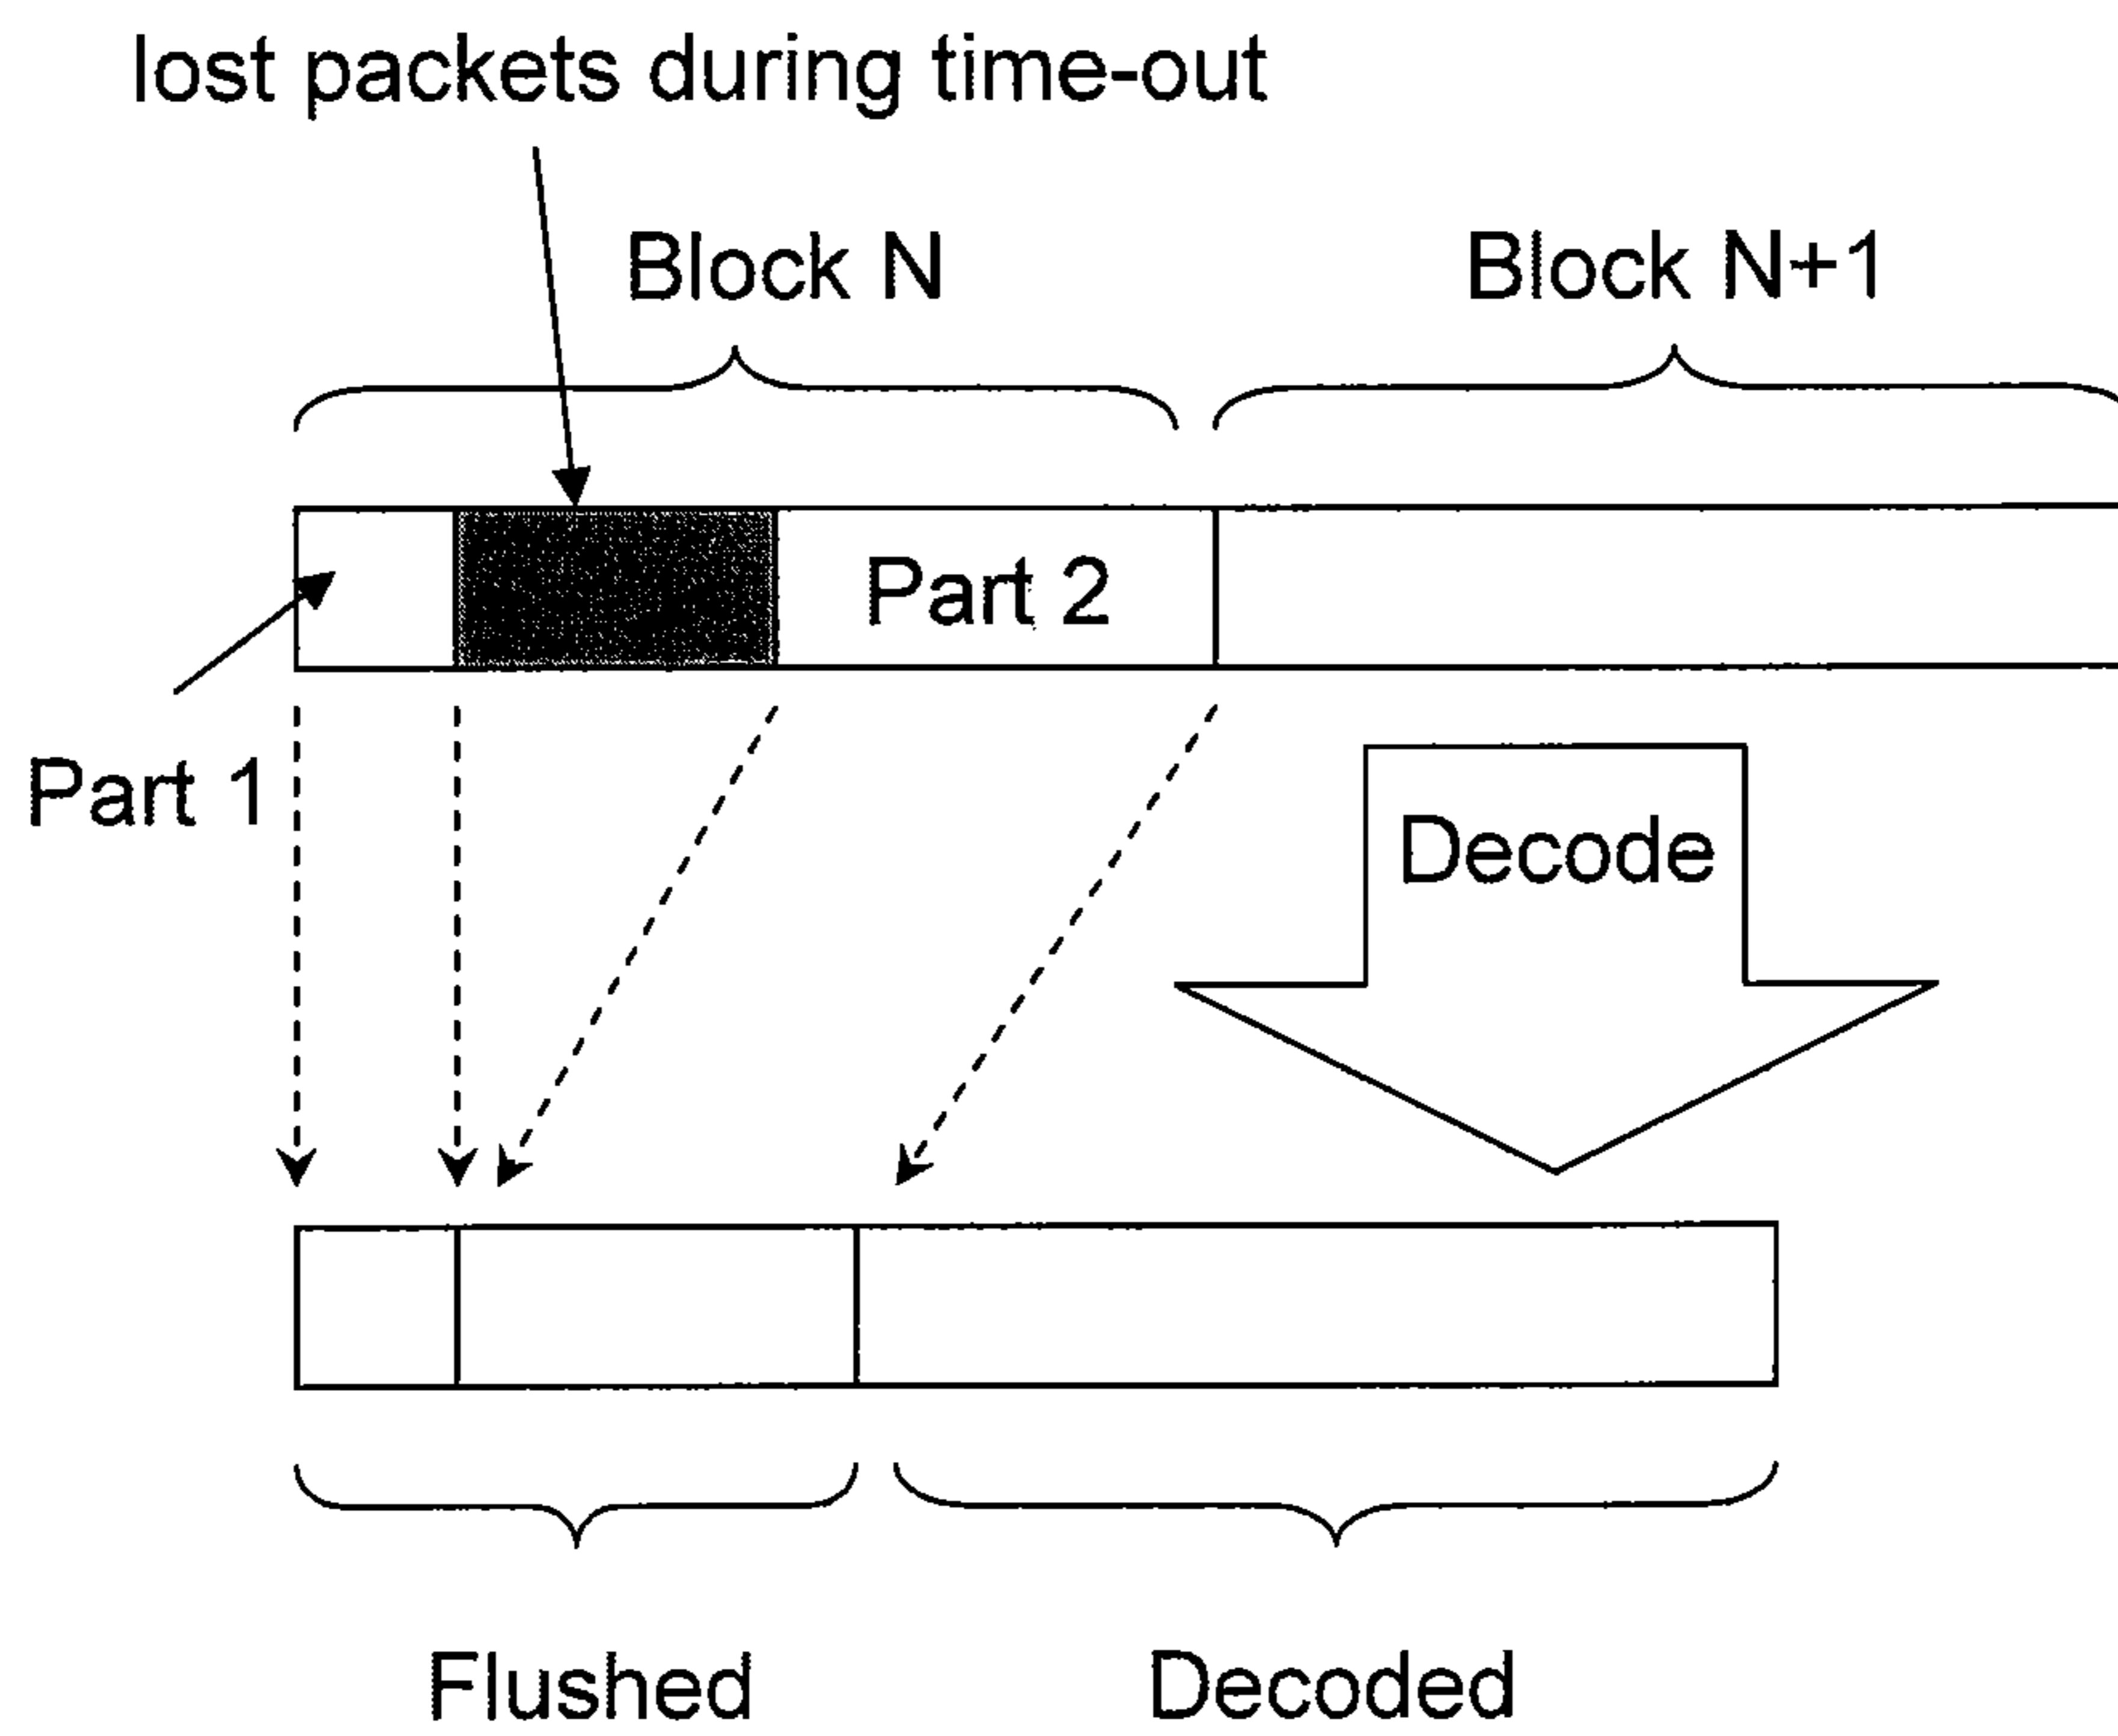 lost packets during time-out
Block N
Block N+1
Part 2
Part 1
Decode
Flushed
Decoded